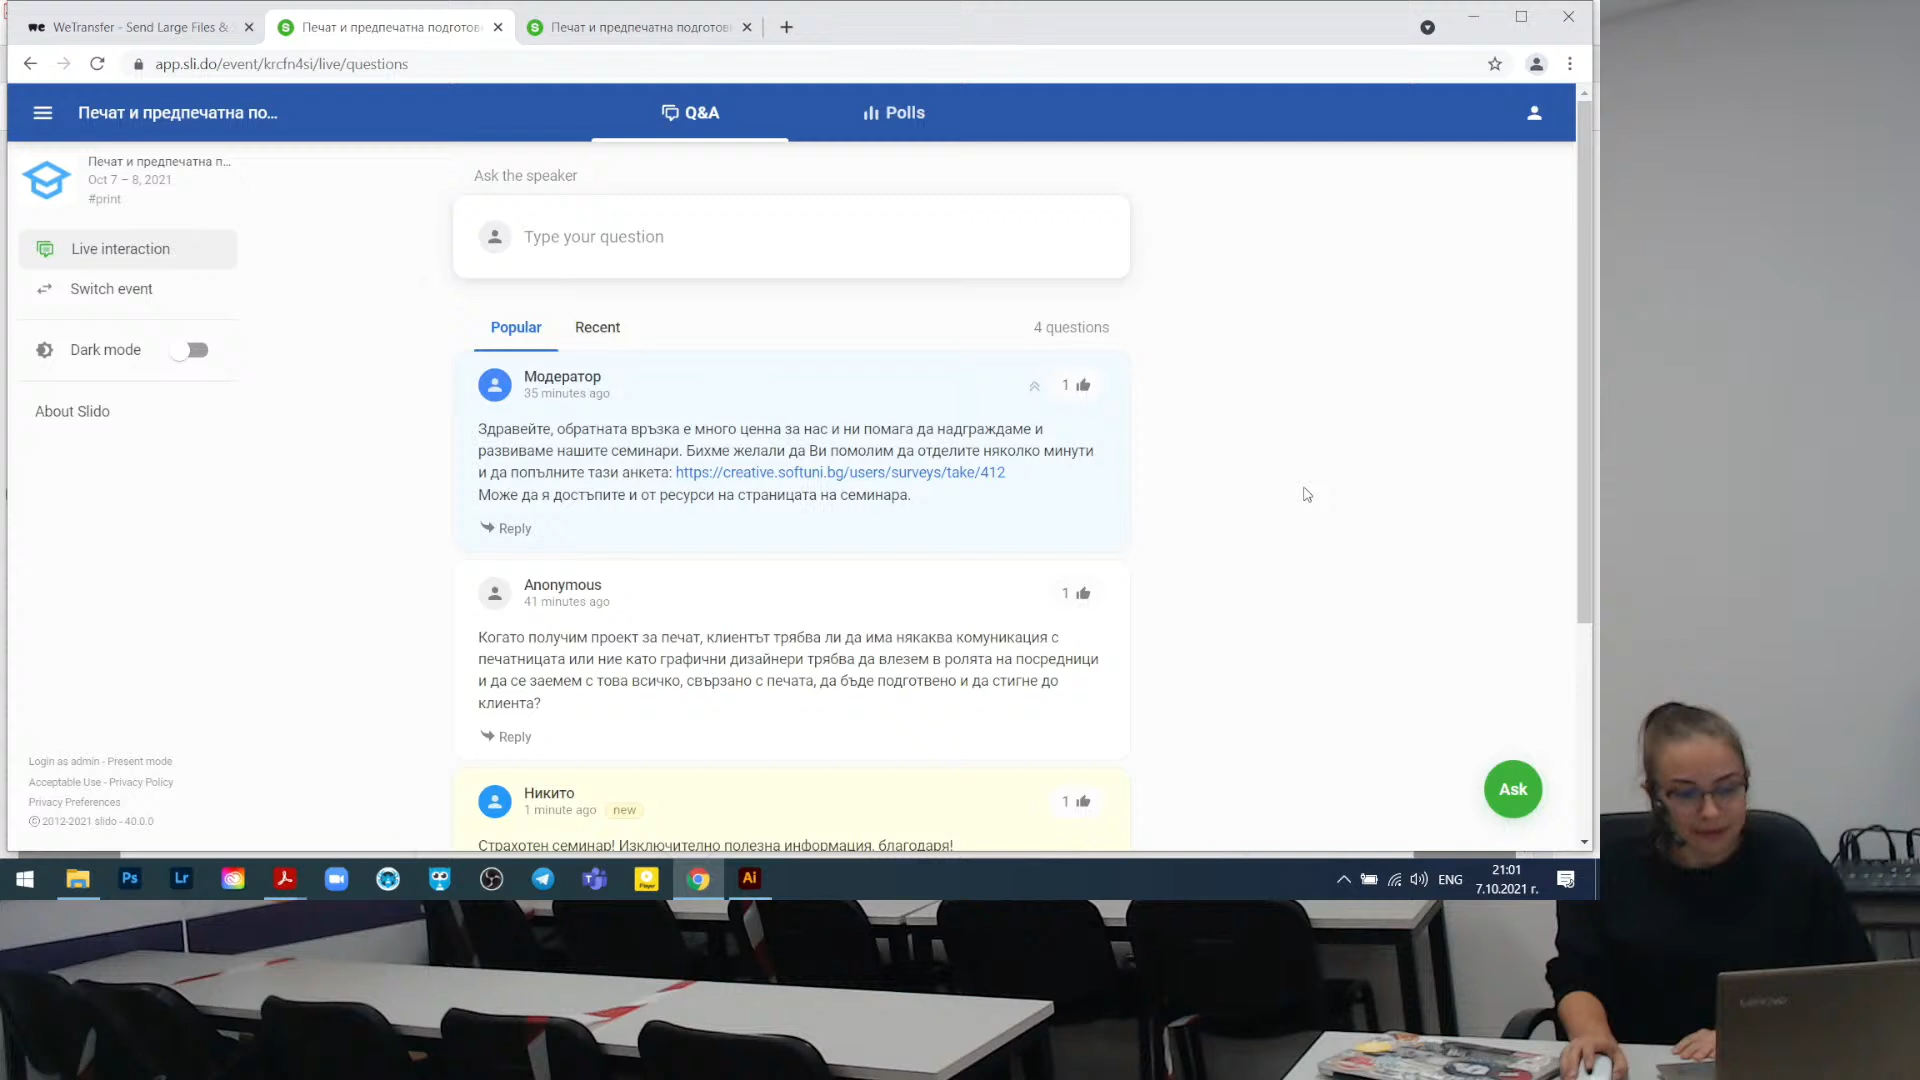 WeTransfer - Send Large Files &
Печат и предпечатна подготов
Печат и предпечатна подготов
app.sli.do/event/krcfn4si/live/questions
Печат и предпечатна по...
Q&A
Polls
Печат и предпечатна п...
Oct 7 – 8, 2021
#print
Live interaction
Switch event
Dark mode
About Slido
Login as admin - Present mode
Acceptable Use - Privacy Policy
Privacy Preferences
© 2012-2021 slido - 40.0.0
Ask the speaker
Type your question
Popular
Recent
4 questions
Модератор
35 minutes ago
1
Здравейте, обратната връзка е много ценна за нас и ни помага да надграждаме и
развиваме нашите семинари. Бихме желали да Ви помолим да отделите няколко минути
и да попълните тази анкета: https://creative.softuni.bg/users/surveys/take/412
Може да я достъпите и от ресурси на страницата на семинара.
Reply
Anonymous
41 minutes ago
1
Когато получим проект за печат, клиентът трябва ли да има някаква комуникация с
печатницата или ние като графични дизайнери трябва да влезем в ролята на посредници
и да се заемем с това всичко, свързано с печата, да бъде подготвено и да стигне до
клиента?
Reply
Никито
1 minute ago
new
1
Страхотен семинар! Изключително полезна информация, благодаря!
Ask
Ps
Lr
Ai
ENG
21:01
7.10.2021 г.
Lenovo